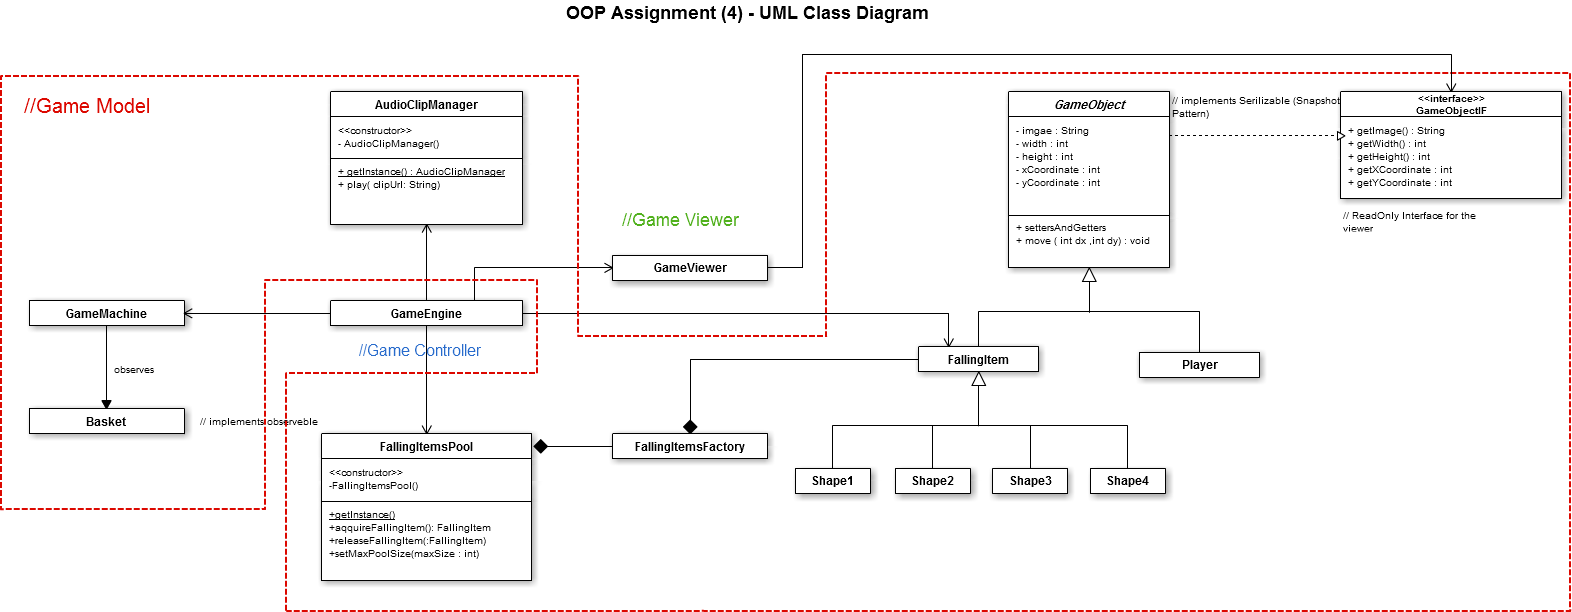 OOP Assignment (4) - UML Class Diagram
//Game Model
AudioClipManager
<<constructor>>
- AudioClipManager()
+ getInstance() : AudioClipManager
+ play( clipUrl: String)
//Game Viewer
GameViewer
GameObject
- imgae : String
- width : int
- height : int
- xCoordinate : int
- yCoordinate : int
+ settersAndGetters
+ move ( int dx ,int dy) : void
// implements Serilizable (Snapshot
Pattern)
<<interface>>
GameObjectIF
+ getImage() : String
+ getWidth() : int
+ getHeight() : int
+ getXCoordinate : int
+ getYCoordinate : int
// ReadOnly Interface for the
viewer
GameMachine
GameEngine
//Game Controller
observes
Basket
// implements observeble
FallingItem
Player
FallingItemsPool
<<constructor>>
-FallingItemsPool()
+getInstance()
+aqquireFallingItem(): FallingItem
+releaseFallingItem(:FallingItem)
+setMaxPoolSize(maxSize : int)
FallingItemsFactory
Shape1
Shape2
Shape3
Shape4